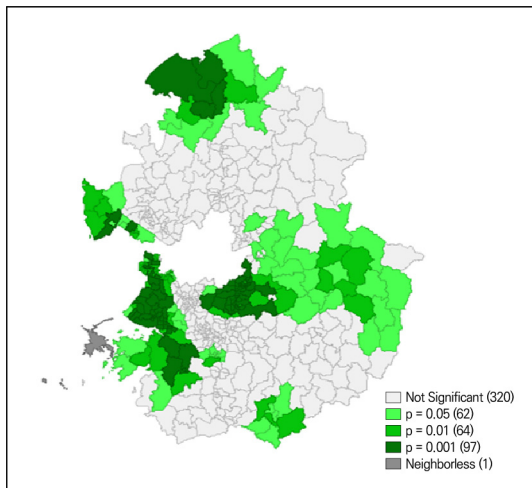 Not Significant (320)
p = 0.05 (62)
p = 0.01 (64)
p = 0.001 (97)
Neighborless (1)